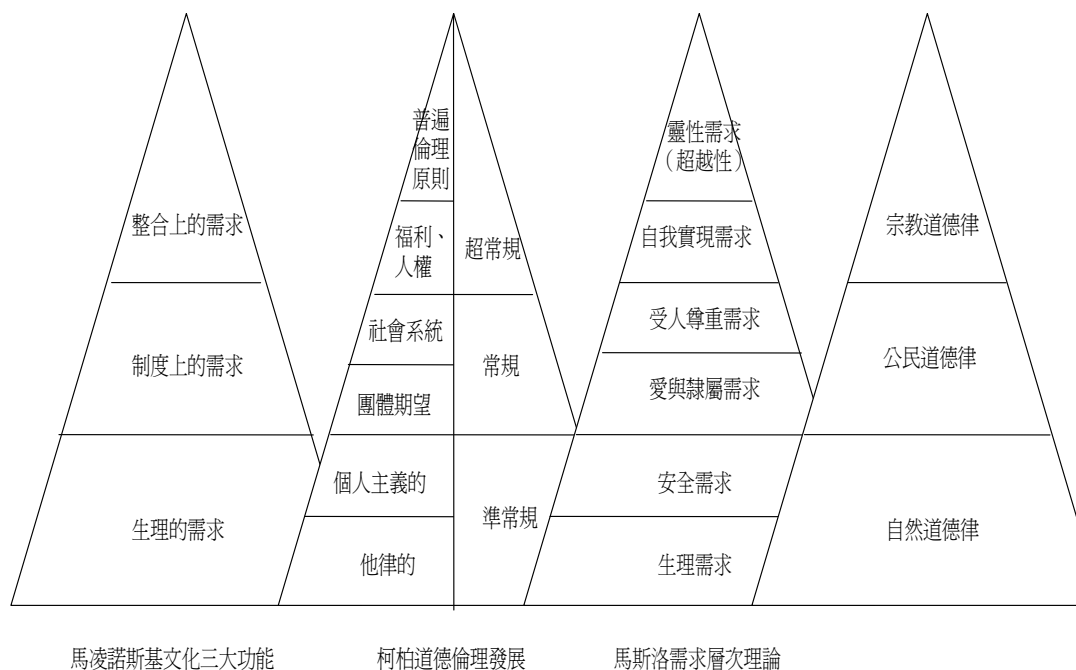 整合上的需求
制度上的需求
生理的需求
馬凌諾斯基文化三大功能
普遍
倫理
原則
福利、
人權
社會系統
團體期望
個人主義的
他律的
超常規
常規
準常規
柯柏道德倫理發展
靈性需求
（超越性）
自我實現需求
受人尊重需求
愛與隸屬需求
安全需求
生理需求
馬斯洛需求層次理論
宗教道德律
公民道德律
自然道德律